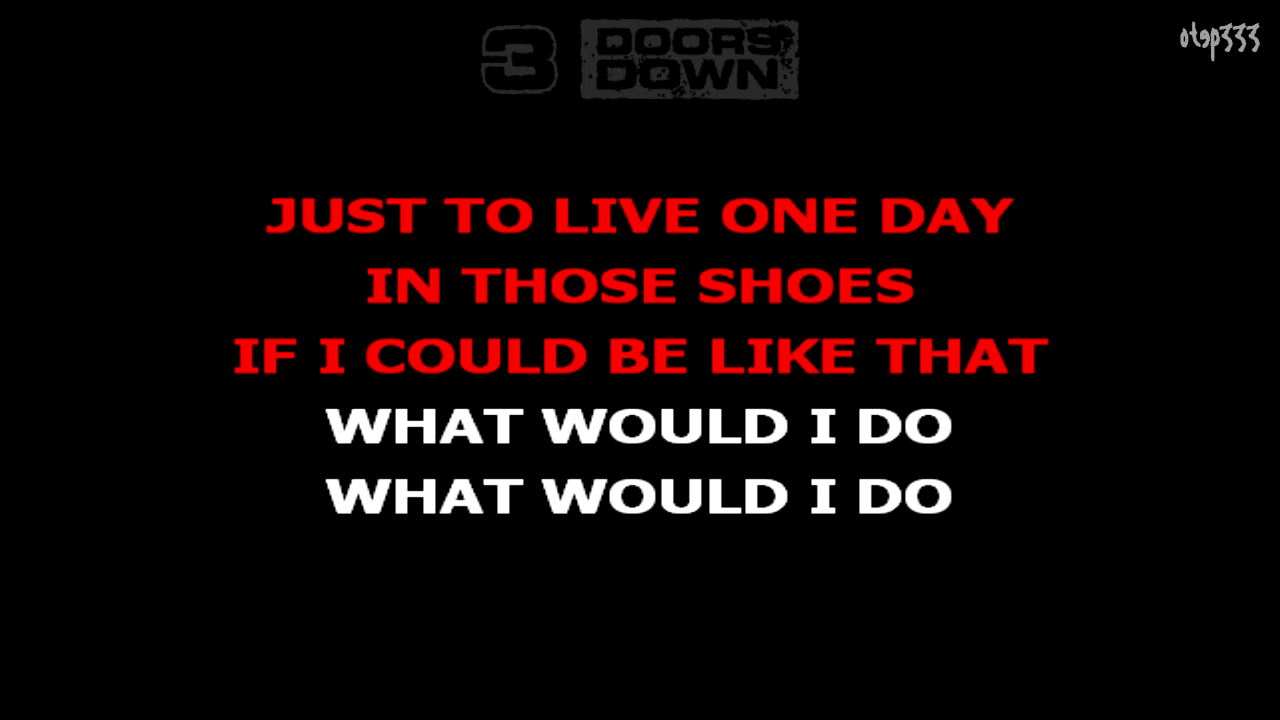 3 DOORS DOWN
otep333
JUST TO LIVE ONE DAY
IN THOSE SHOES
IF I COULD BE LIKE THAT
WHAT WOULD I DO
WHAT WOULD I DO